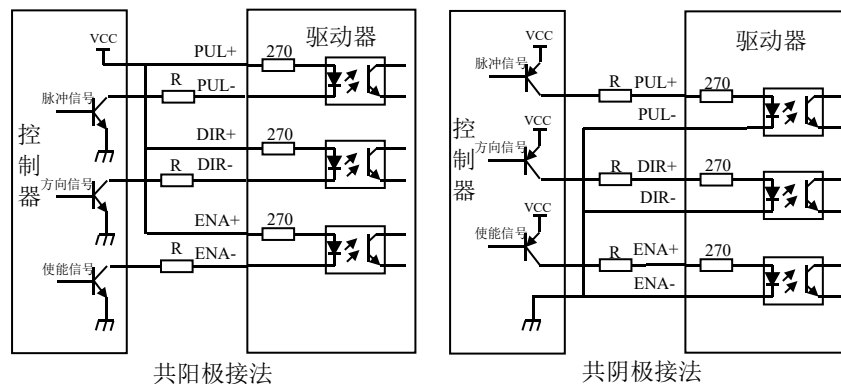 VCC
PUL+
270
驱动器
脉冲信号
R
PUL-
控制器
DIR+
270
方向信号
R
DIR-
ENA+
270
使能信号
R
ENA-
共阳极接法
VCC
驱动器
脉冲信号
R
PUL+
270
PUL-
控制器
VCC
方向信号
R
DIR+
270
DIR-
VCC
使能信号
R
ENA+
270
ENA-
共阴极接法